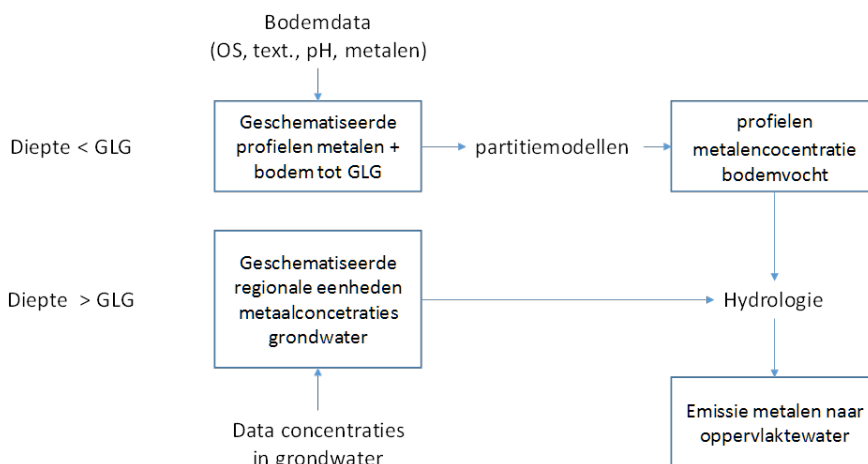 Bodemdata
(OS, text., pH, metalen)
Diepte < GLG
Geschematiseerde
profielen metalen +
bodem tot GLG
partitiemodellen
profielen
metalencocentratie
bodemvocht
Diepte > GLG
Geschematiseerde
regionale eenheden
metaalconcetraties
grondwater
Hydrologie
Data concentraties
in grondwater
Emissie metalen naar
oppervlaktewater